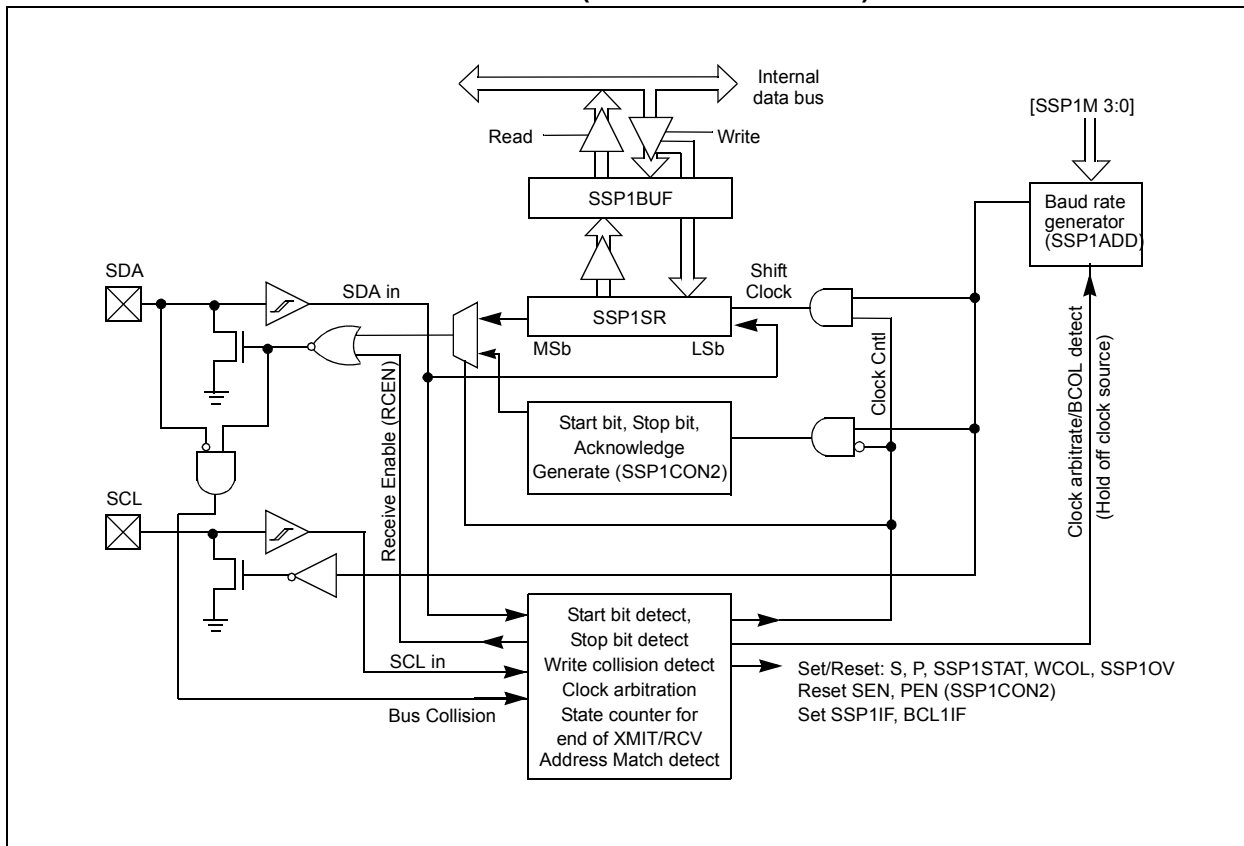 Internal
data bus
[SSP1M 3:0]
Read
Write
SSP1BUF
Baud rate
generator
(SSP1ADD)
SDA
SDA in
Shift
Clock
SSP1SR
MSb
LSb
Start bit, Stop bit,
Acknowledge
Generate (SSP1CON2)
Clock Cntl
Clock arbitrate/BCOL detect
(Hold off clock source)
Receive Enable (RCEN)
SCL
SCL in
Bus Collision
Start bit detect,
Stop bit detect
Write collision detect
Clock arbitration
State counter for
end of XMIT/RCV
Address Match detect
Set/Reset: S, P, SSP1STAT, WCOL, SSP1OV
Reset SEN, PEN (SSP1CON2)
Set SSP1IF, BCL1IF